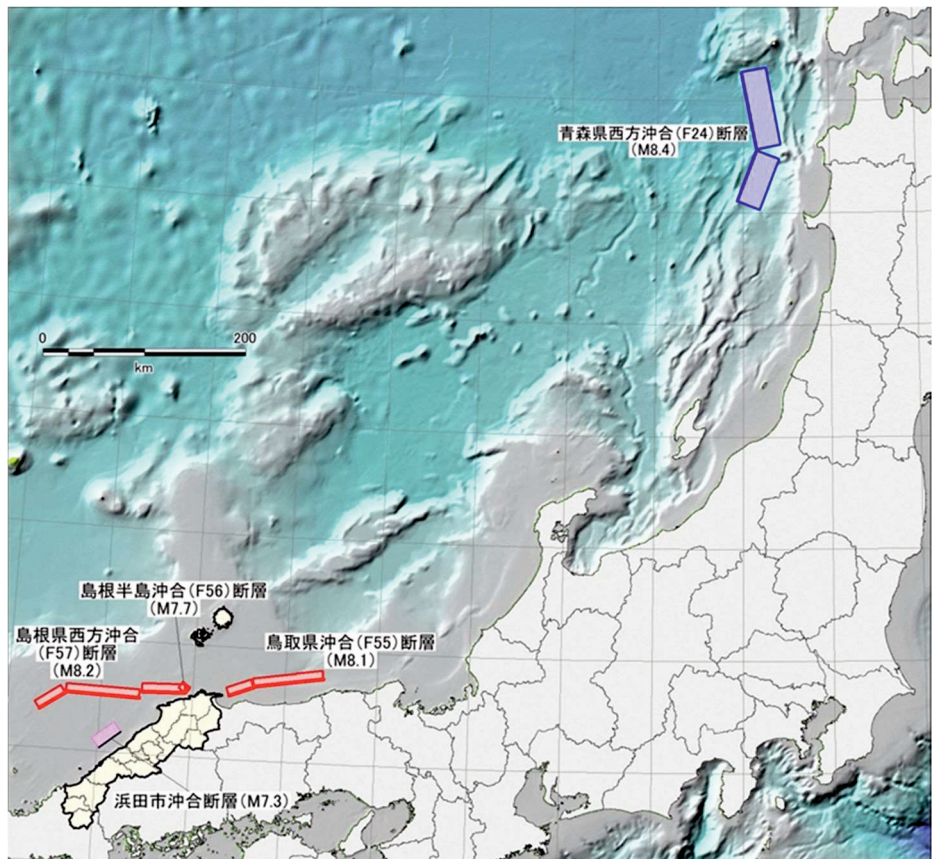 青森県西方沖合(F24)断層
(M8.4)
0 200
km
島根半島沖合(F56)断層
(M7.7)
島根県西方沖合
(F57)断層
(M8.2)
鳥取県沖合(F55)断層
(M8.1)
浜田市沖合断層(M7.3)